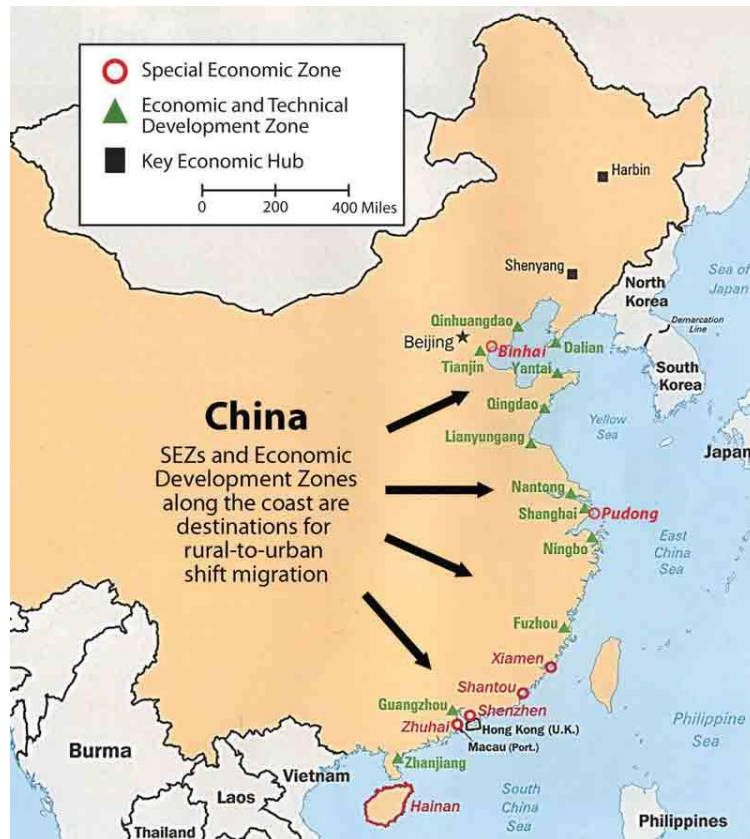 Special Economic Zone
Economic and Technical
Development Zone
Key Economic Hub
0 200 400 Miles
Harbin
Shenyang
Sea of
Japan
North
Korea
Demarcation
Line
South
Korea
Qinhuangdao
Beijing
Binhai
Dalian
Tianjin
Yantai
China
SEZs and Economic
Development Zones
along the coast are
destinations for
rural-to-urban
shift migration
Qingdao
Yellow
Sea
Japan
Lianyungang
Nantong
Shanghai
Pudong
Ningbo
East
China
Sea
Fuzhou
Xiamen
Shantou
Guangzhou
Shenzhen
Zhuhai
Hong Kong (U.K.)
Macau (Port.)
Philippine
Sea
Burma
Vietnam
Laos
Thailand
Zhanjiang
Hainan
South
China
Sea
Philippines